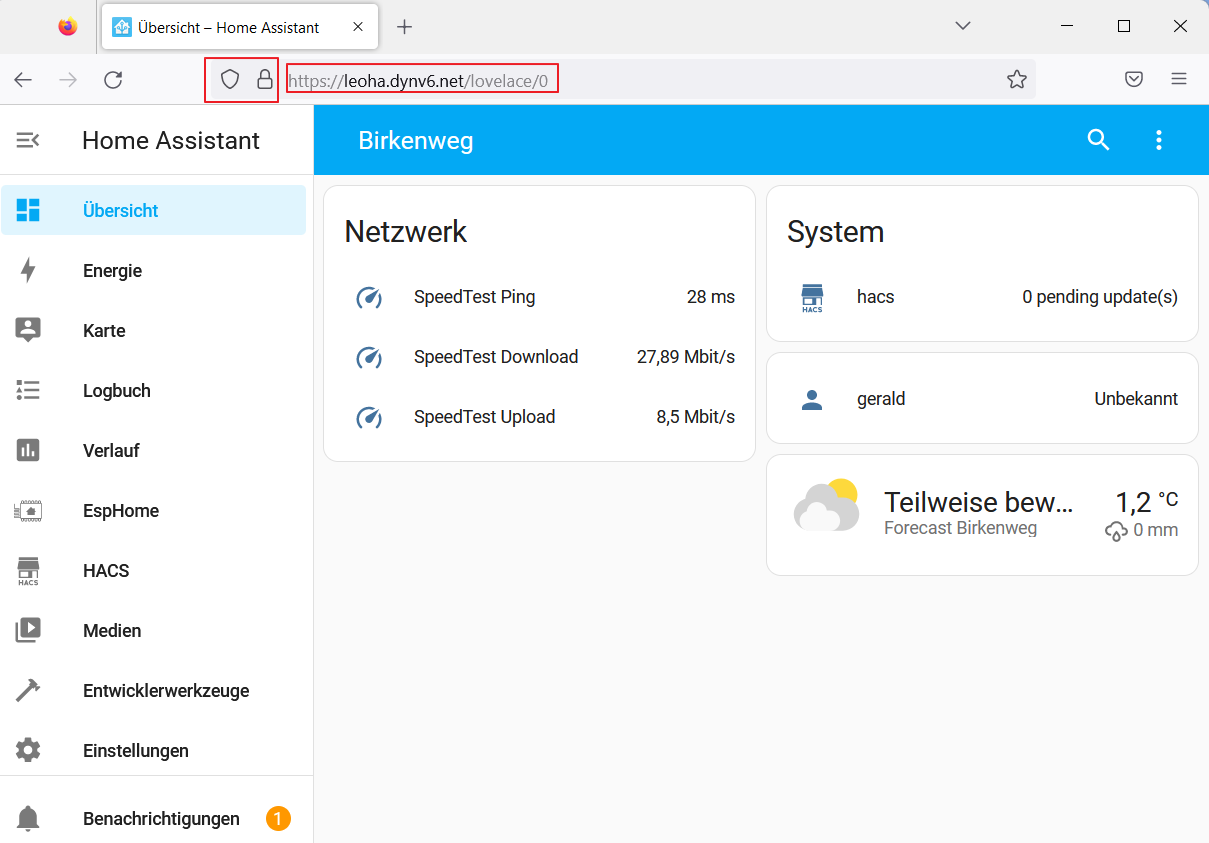 Übersicht – Home Assistant
https://leoha.dynv6.net/lovelace/0
Home Assistant
Birkenweg
Übersicht
Energie
Karte
Logbuch
Verlauf
EspHome
HACS
HACS
Medien
Entwicklerwerkzeuge
Einstellungen
Benachrichtigungen 1
Netzwerk
SpeedTest Ping 28 ms
SpeedTest Download 27,89 Mbit/s
SpeedTest Upload 8,5 Mbit/s
System
HACS
hacs 0 pending update(s)
gerald Unbekannt
Teilweise bew... 1,2 °C
Forecast Birkenweg 0 mm